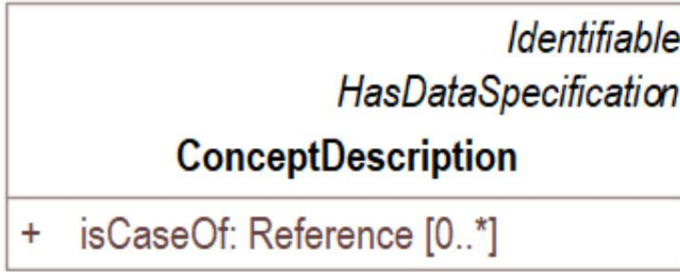 Identifiable
HasDataSpecification
ConceptDescription
+ isCaseOf: Reference [0..*]